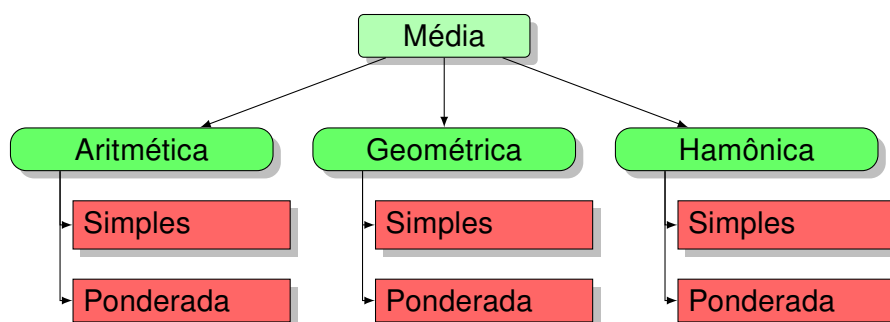 Média
Aritmética
Geométrica
Hamônica
Simples
Simples
Simples
Ponderada
Ponderada
Ponderada